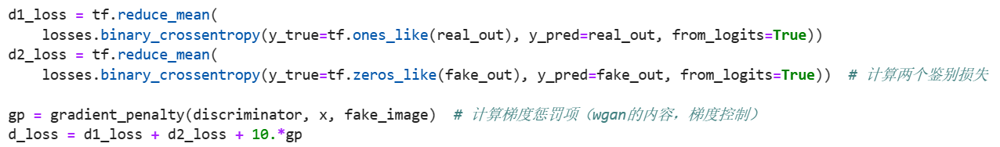 d1_loss = tf.reduce_mean(
    losses.binary_crossentropy(y_true=tf.ones_like(real_out), y_pred=real_out, from_logits=True))
d2_loss = tf.reduce_mean(
    losses.binary_crossentropy(y_true=tf.zeros_like(fake_out), y_pred=fake_out, from_logits=True))  # 计算两个鉴别损失
gp = gradient_penalty(discriminator, x, fake_image)  # 计算梯度惩罚项（wgan的内容，梯度控制）
d_loss = d1_loss + d2_loss + 10.*gp